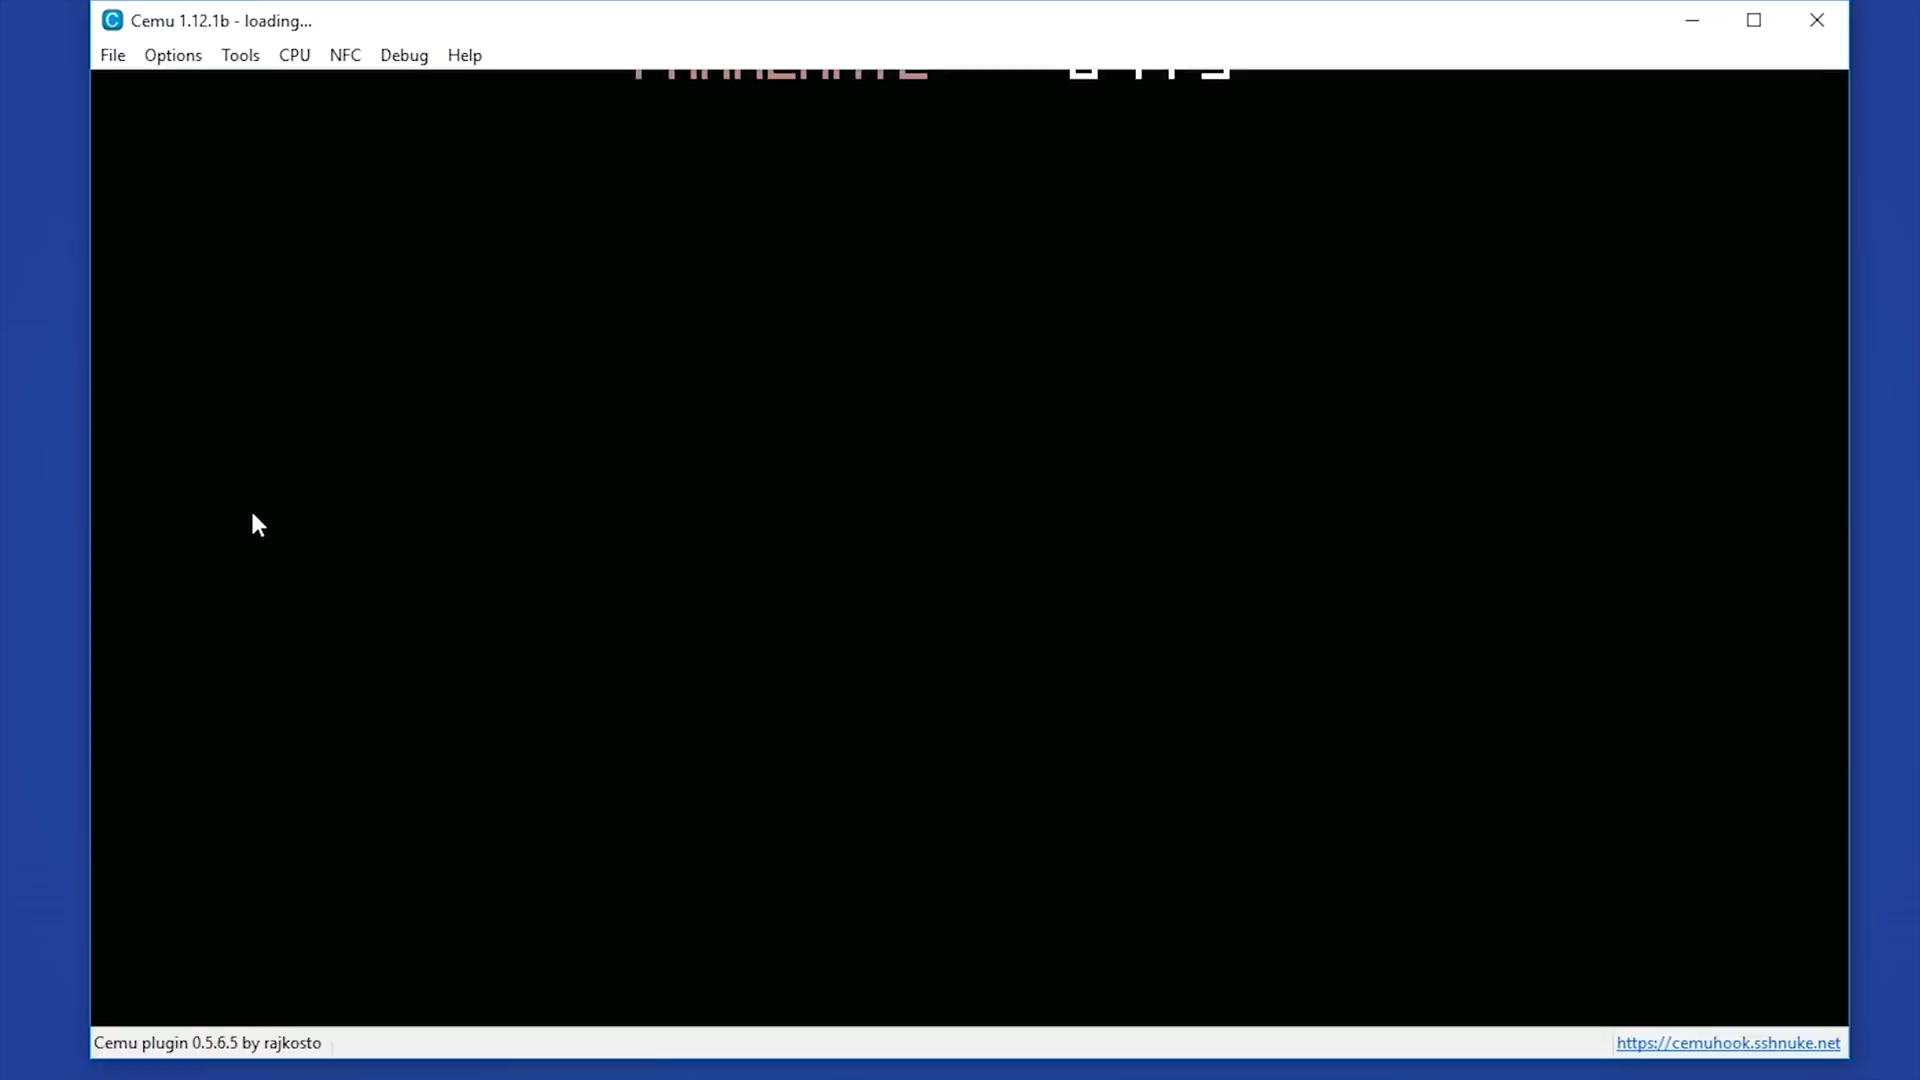 Cemu 1.12.1b - loading...
File Options Tools CPU NFC Debug Help
Cemu plugin 0.5.6.5 by rajkosto
https://cemuhook.sshnuke.net